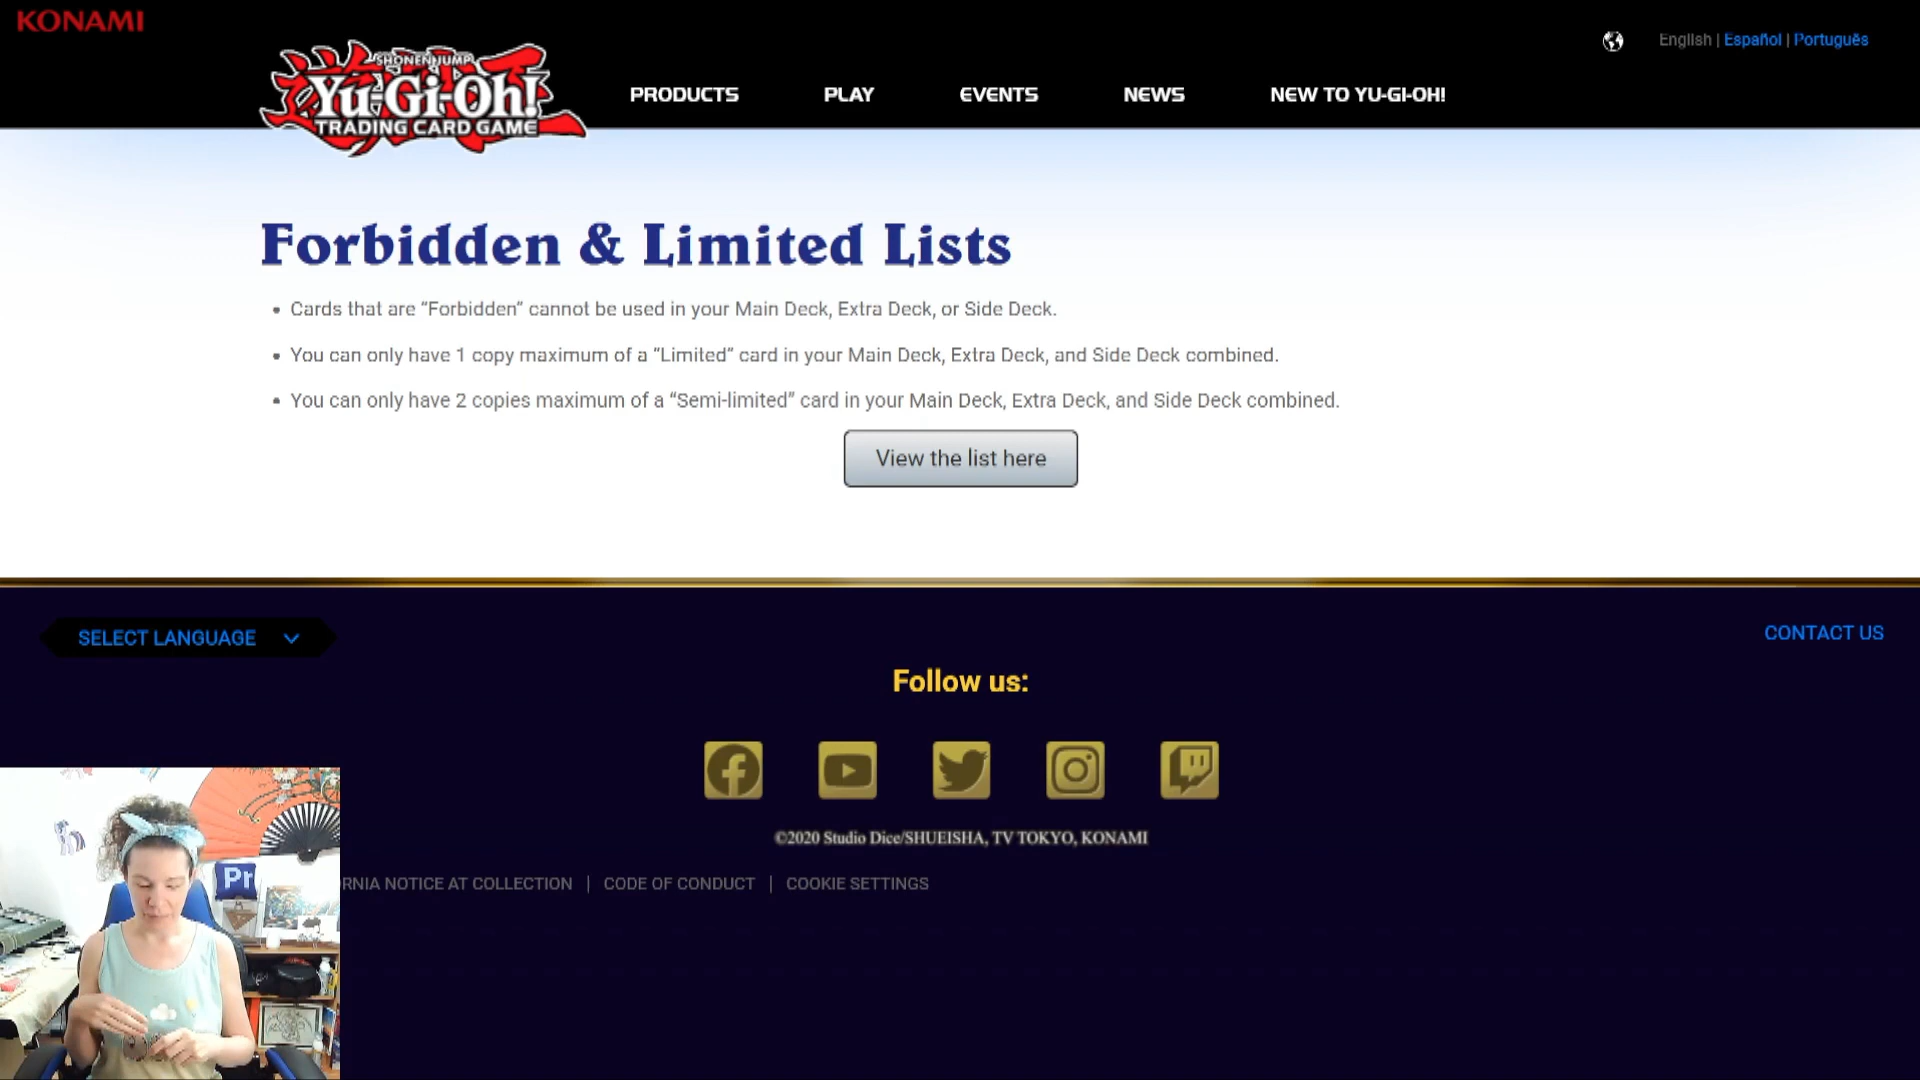 KONAMI
English | Español | Português
SHONEN JUMP
Yu-Gi-Oh!
TRADING CARD GAME
PRODUCTS
PLAY
EVENTS
NEWS
NEW TO YU-GI-OH!
Forbidden & Limited Lists
• Cards that are “Forbidden” cannot be used in your Main Deck, Extra Deck, or Side Deck.
• You can only have 1 copy maximum of a “Limited” card in your Main Deck, Extra Deck, and Side Deck combined.
• You can only have 2 copies maximum of a “Semi-limited” card in your Main Deck, Extra Deck, and Side Deck combined.
View the list here
SELECT LANGUAGE
CONTACT US
Follow us:
©2020 Studio Dice/SHUEISHA, TV TOKYO, KONAMI
RNIA NOTICE AT COLLECTION | CODE OF CONDUCT | COOKIE SETTINGS
Pr